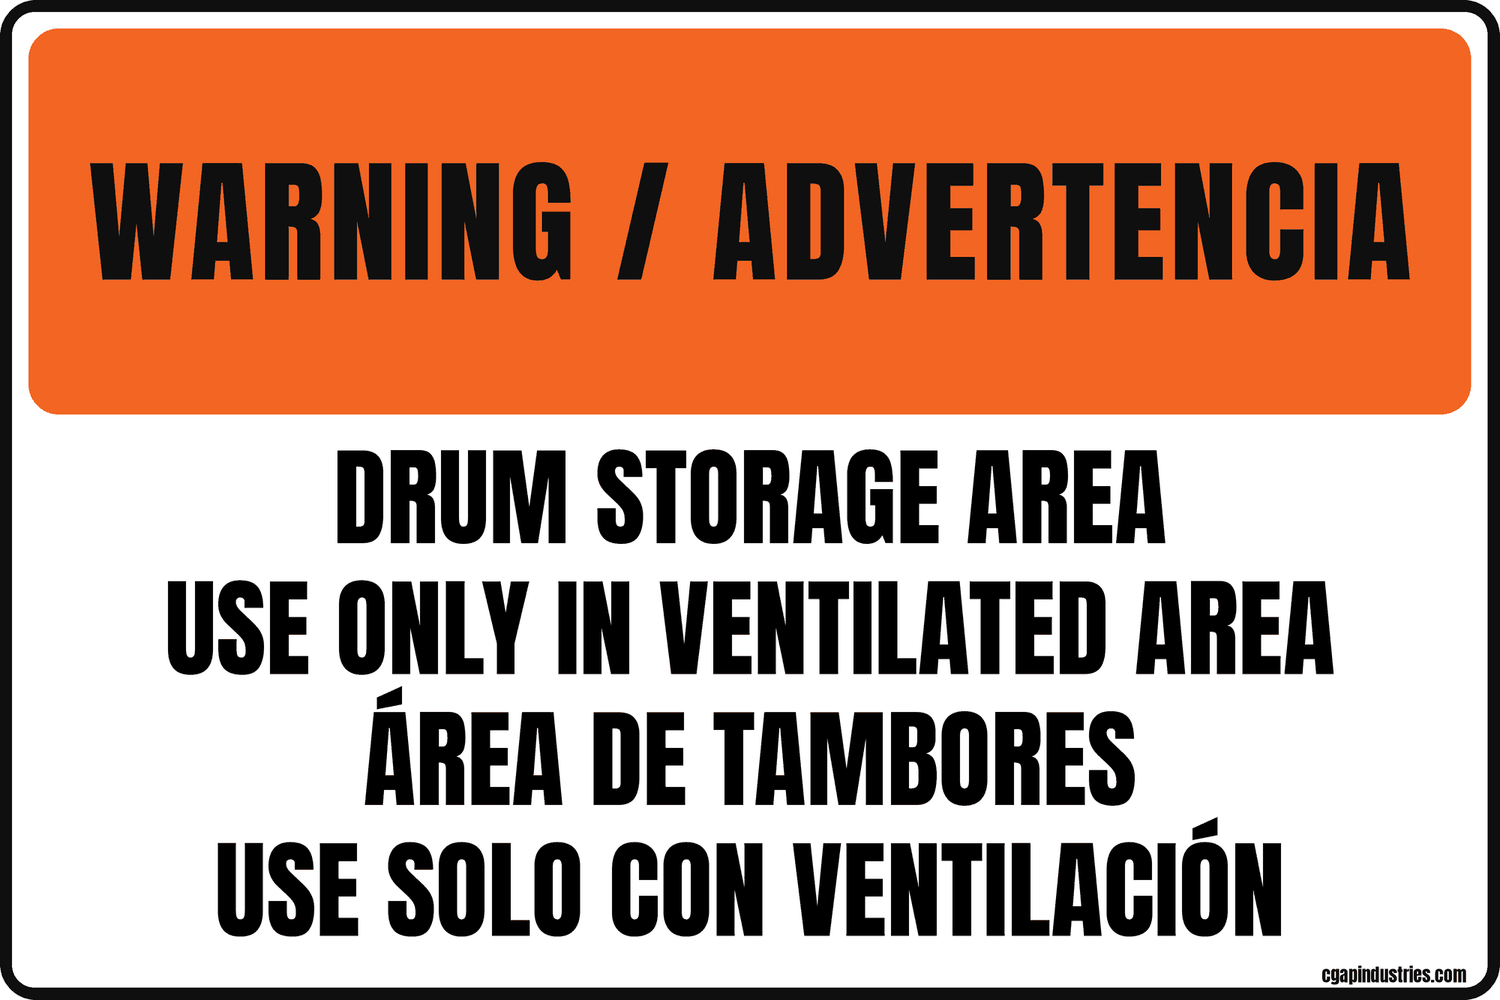 WARNING / ADVERTENCIA
DRUM STORAGE AREA
USE ONLY IN VENTILATED AREA
ÁREA DE TAMBORES
USE SOLO CON VENTILACIÓN
cgapindustries.com